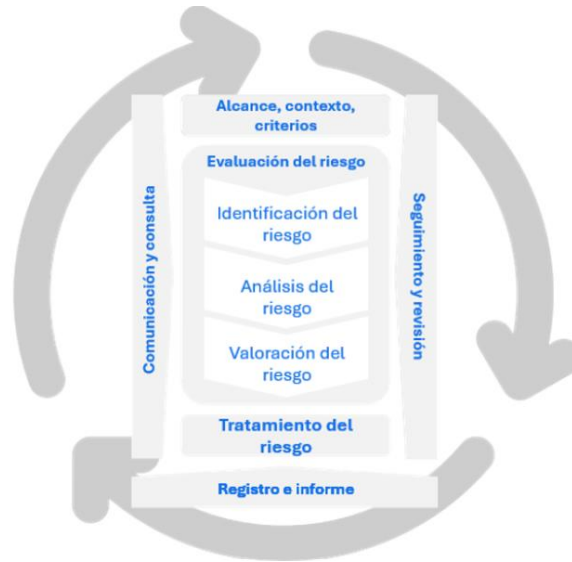 Alcance, contexto,
criterios
Evaluación del riesgo
Identificación del
riesgo
Análisis del
riesgo
Valoración del
riesgo
Tratamiento del
riesgo
Comunicación y consulta
Seguimiento y revisión
Registro e informe